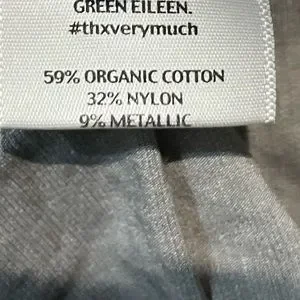 GREEN EILEEN.
#thxverymuch
59% ORGANIC COTTON
32% NYLON
9% METALLIC